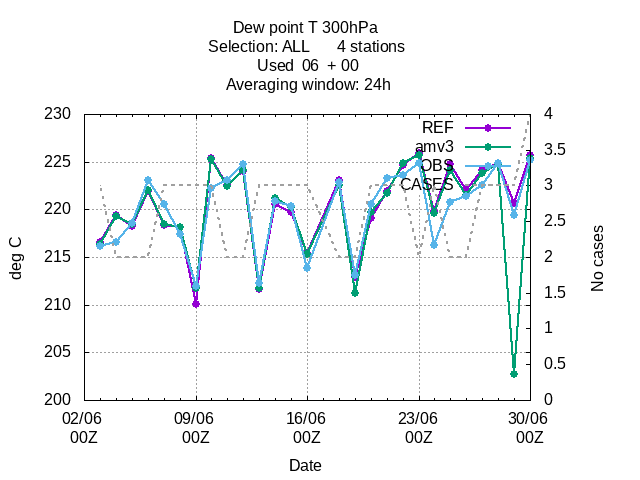 Dew point T 300hPa
Selection: ALL 4 stations
Used 06 + 00
Averaging window: 24h
230
225
220
215
210
205
200
deg C
4
3.5
3
2.5
2
1.5
1
0.5
0
No cases
REF
amv3
OBS
CASES
02/06 09/06 16/06 23/06 30/06
00Z 00Z 00Z 00Z 00Z
Date